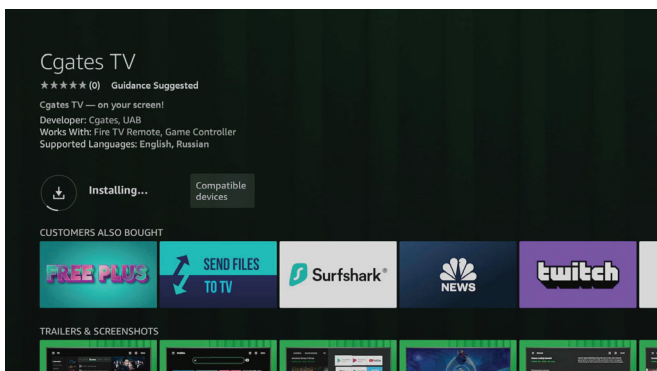 Cgates TV
★★★★★ (0) Guidance Suggested
Cgates TV — on your screen!
Developer: Cgates, UAB
Works With: Fire TV Remote, Game Controller
Supported Languages: English, Russian
Installing...
Compatible
devices
CUSTOMERS ALSO BOUGHT
FREE PLUS
SEND FILES
TO TV
Surfshark®
NEWS
twitch
TRAILERS & SCREENSHOTS